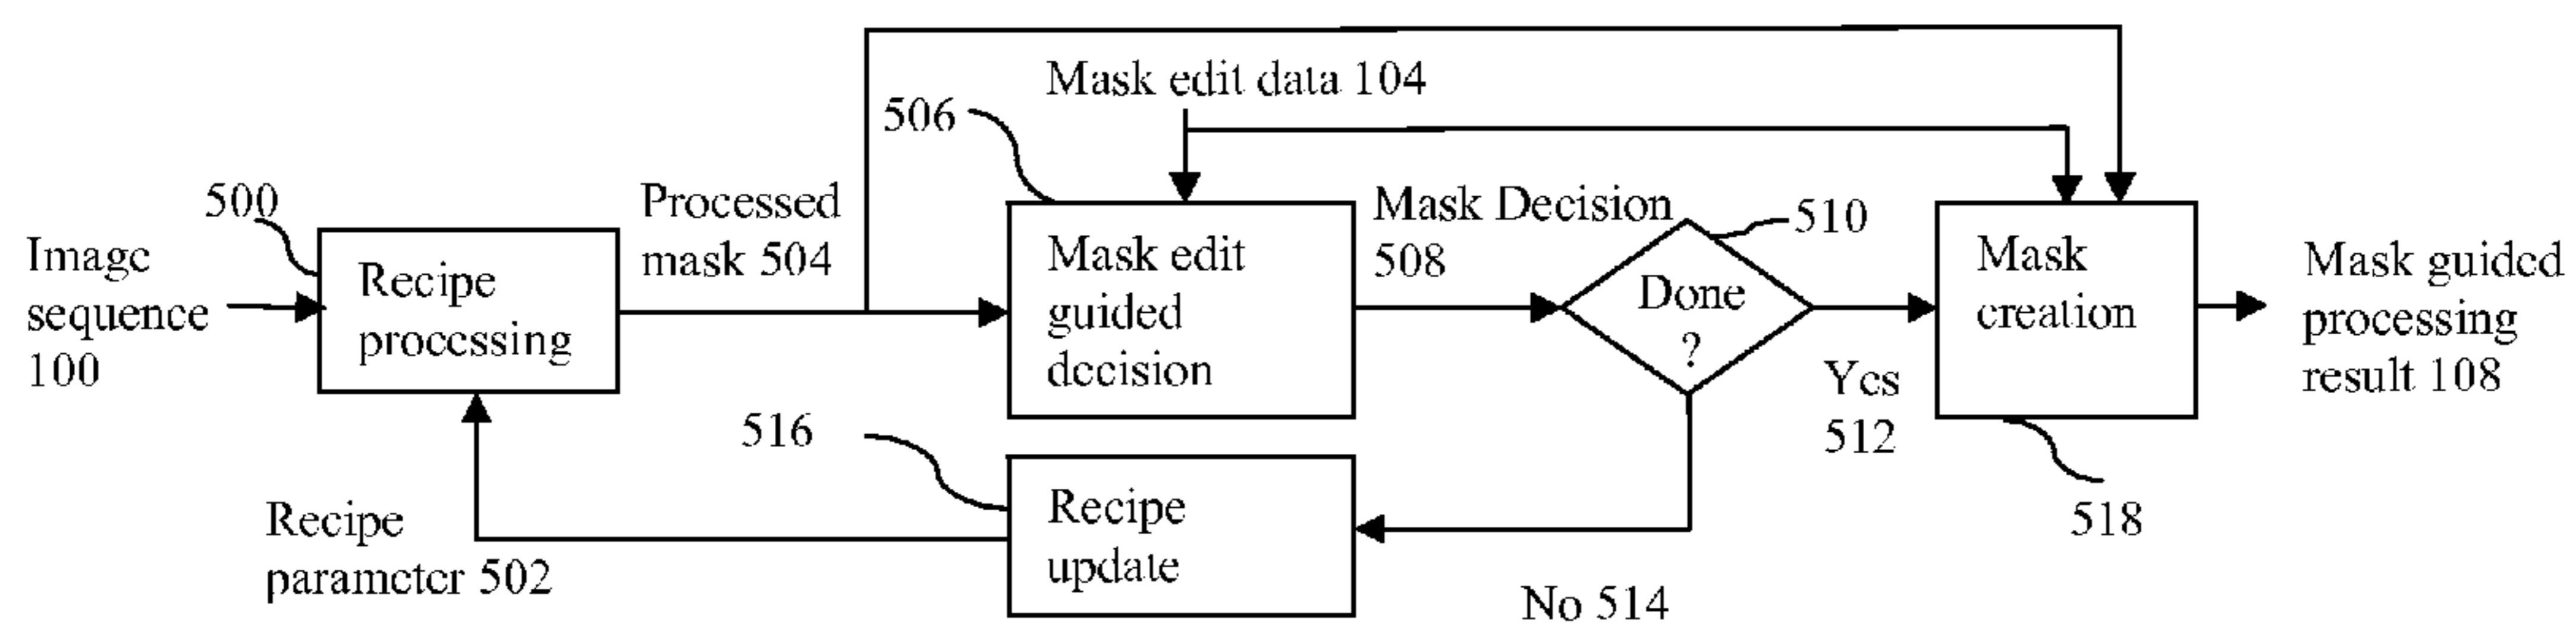 Mask edit data 104
506
500
Processed
mask 504
Mask Decision
508
510
Image
sequence
100
Recipe
processing
Mask edit
guided
decision
Done
?
Yes
512
Mask
creation
Mask guided
processing
result 108
516
518
Recipe
parameter 502
Recipe
update
No 514